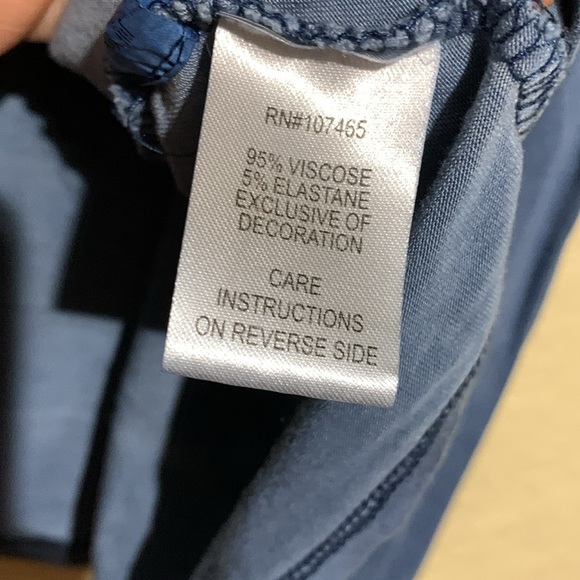 RN#107465
95% VISCOSE
5% ELASTANE
EXCLUSIVE OF
DECORATION
CARE
INSTRUCTIONS
ON REVERSE SIDE